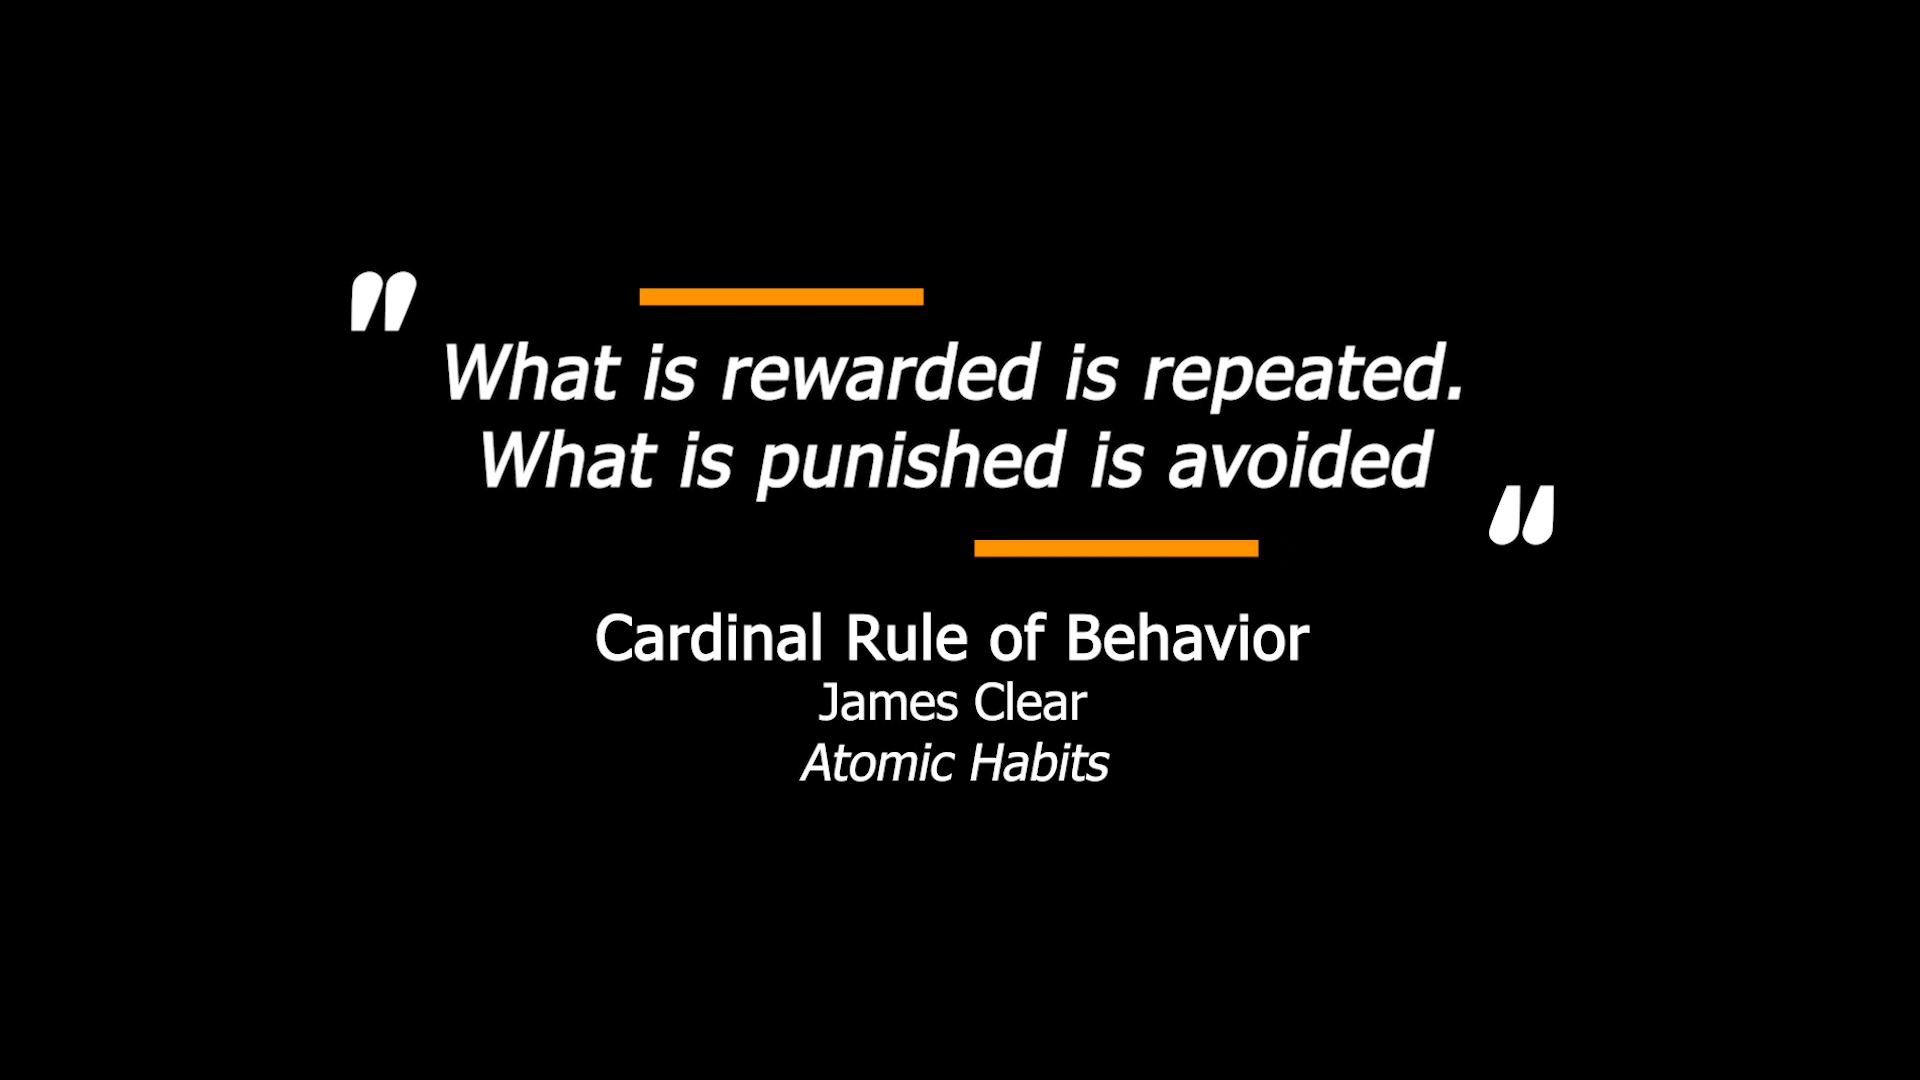 "What is rewarded is repeated.
What is punished is avoided"
Cardinal Rule of Behavior
James Clear
Atomic Habits